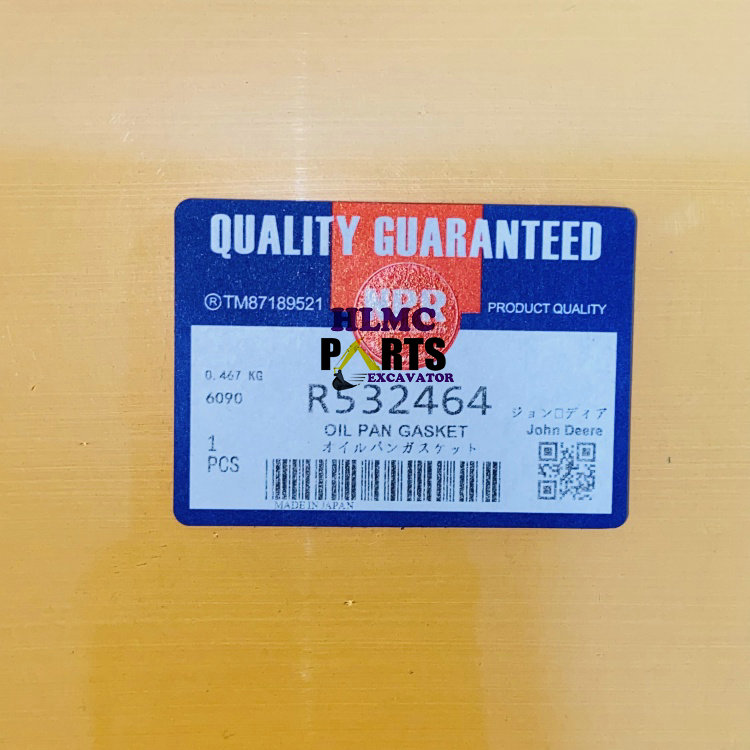 QUALITY GUARANTEED
®TM87189521
NPR
PRODUCT QUALITY
HLMC
PARTS
EXCAVATOR
0.467 KG
6090
R532464
ジョン□ディア
OIL PAN GASKET
John Deere
オイルパンガスケット
1
PCS
MADE IN JAPAN